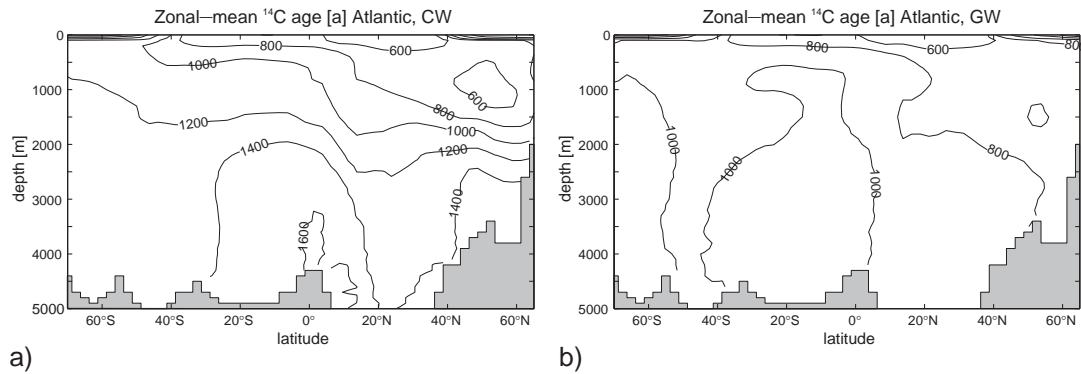 Zonal–mean ¹⁴C age [a] Atlantic, CW
0
1000
2000
3000
4000
5000
depth [m]
800
600
1000
600
800
1200
1000
1200
1400
1400
1600
60°S
40°S
20°S
0°
20°N
40°N
60°N
latitude
a)
Zonal–mean ¹⁴C age [a] Atlantic, GW
0
1000
2000
3000
4000
5000
depth [m]
800
600
80
1000
1000
1000
800
60°S
40°S
20°S
0°
20°N
40°N
60°N
latitude
b)